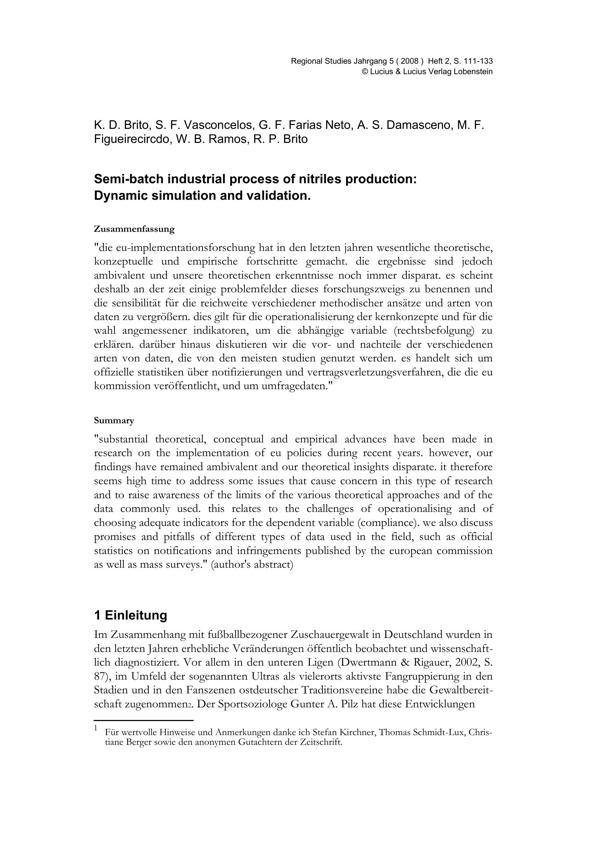 Regional Studies Jahrgang 5 ( 2008 ) Heft 2, S. 111-133
© Lucius & Lucius Verlag Lobenstein
K. D. Brito, S. F. Vasconcelos, G. F. Farias Neto, A. S. Damasceno, M. F.
Figueirecircdo, W. B. Ramos, R. P. Brito
Semi-batch industrial process of nitriles production:
Dynamic simulation and validation.
Zusammenfassung
"die eu-implementationsforschung hat in den letzten jahren wesentliche theoretische,
konzeptuelle und empirische fortschritte gemacht. die ergebnisse sind jedoch
ambivalent und unsere theoretischen erkenntnisse noch immer disparat. es scheint
deshalb an der zeit einige problemfelder dieses forschungszweigs zu benennen und
die sensibilität für die reichweite verschiedener methodischer ansätze und arten von
daten zu vergrößern. dies gilt für die operationalisierung der kernkonzepte und für die
wahl angemessener indikatoren, um die abhängige variable (rechtsbefolgung) zu
erklären. darüber hinaus diskutieren wir die vor- und nachteile der verschiedenen
arten von daten, die von den meisten studien genutzt werden. es handelt sich um
offizielle statistiken über notifizierungen und vertragsverletzungsverfahren, die die eu
kommission veröffentlicht, und um umfragedaten."
Summary
"substantial theoretical, conceptual and empirical advances have been made in
research on the implementation of eu policies during recent years. however, our
findings have remained ambivalent and our theoretical insights disparate. it therefore
seems high time to address some issues that cause concern in this type of research
and to raise awareness of the limits of the various theoretical approaches and of the
data commonly used. this relates to the challenges of operationalising and of
choosing adequate indicators for the dependent variable (compliance). we also discuss
promises and pitfalls of different types of data used in the field, such as official
statistics on notifications and infringements published by the european commission
as well as mass surveys." (author's abstract)
1 Einleitung
Im Zusammenhang mit fußballbezogener Zuschauergewalt in Deutschland wurden in
den letzten Jahren erhebliche Veränderungen öffentlich beobachtet und wissenschaft-
lich diagnostiziert. Vor allem in den unteren Ligen (Dwertmann & Rigauer, 2002, S.
87), im Umfeld der sogenannten Ultras als vielerorts aktivste Fangruppierung in den
Stadien und in den Fanszenen ostdeutscher Traditionsvereine habe die Gewaltbereit-
schaft zugenommen2. Der Sportsoziologe Gunter A. Pilz hat diese Entwicklungen
1 Für wertvolle Hinweise und Anmerkungen danke ich Stefan Kirchner, Thomas Schmidt-Lux, Chris-
tiane Berger sowie den anonymen Gutachtern der Zeitschrift.